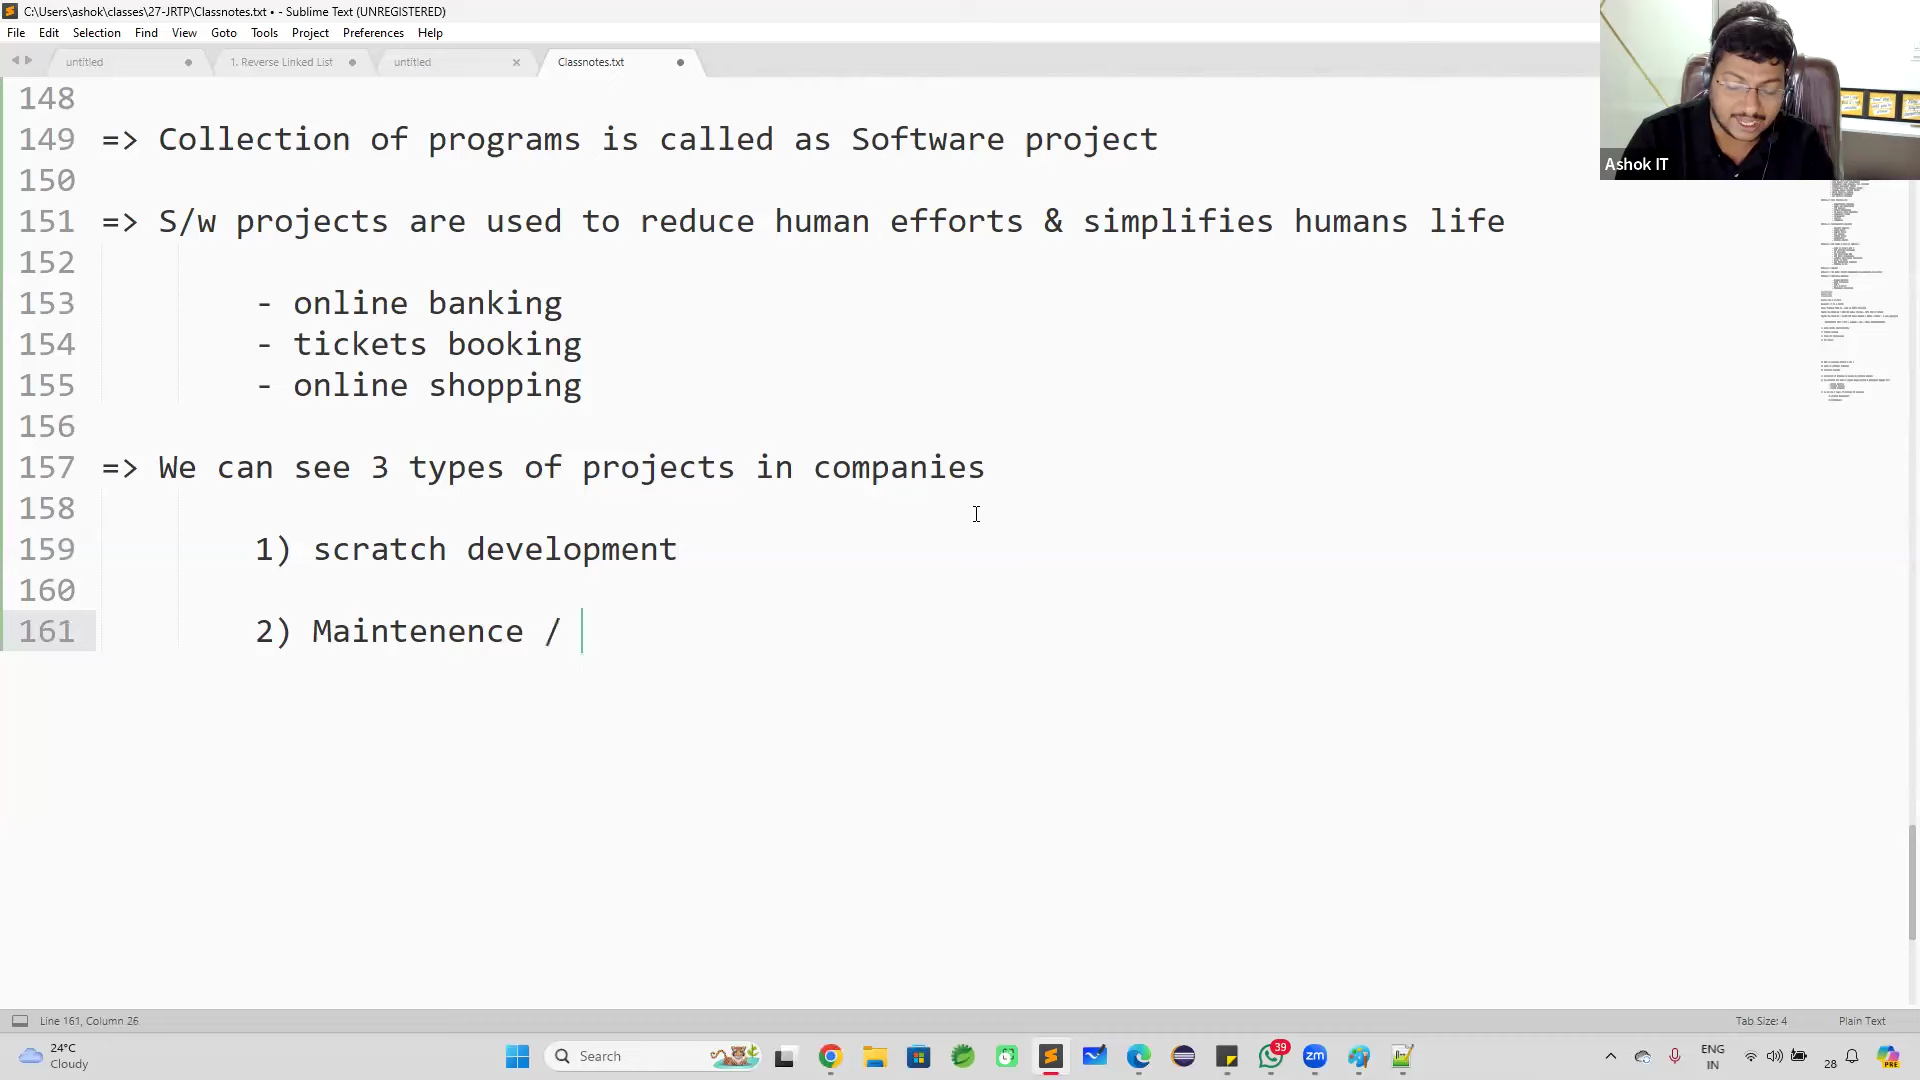 C:\Users\ashok\classes\27-JRTP\Classnotes.txt • - Sublime Text (UNREGISTERED)
File Edit Selection Find View Goto Tools Project Preferences Help
untitled 1. Reverse Linked List untitled Classnotes.txt
Ashok IT
148
149 => Collection of programs is called as Software project
150
151 => S/w projects are used to reduce human efforts & simplifies humans life
152
153 - online banking
154 - tickets booking
155 - online shopping
156
157 => We can see 3 types of projects in companies
158
159 1) scratch development
160
161 2) Maintenence /
Line 161, Column 26 Tab Size: 4 Plain Text
24°C
Cloudy
Search
39
zm
ENG
IN
28
PRE